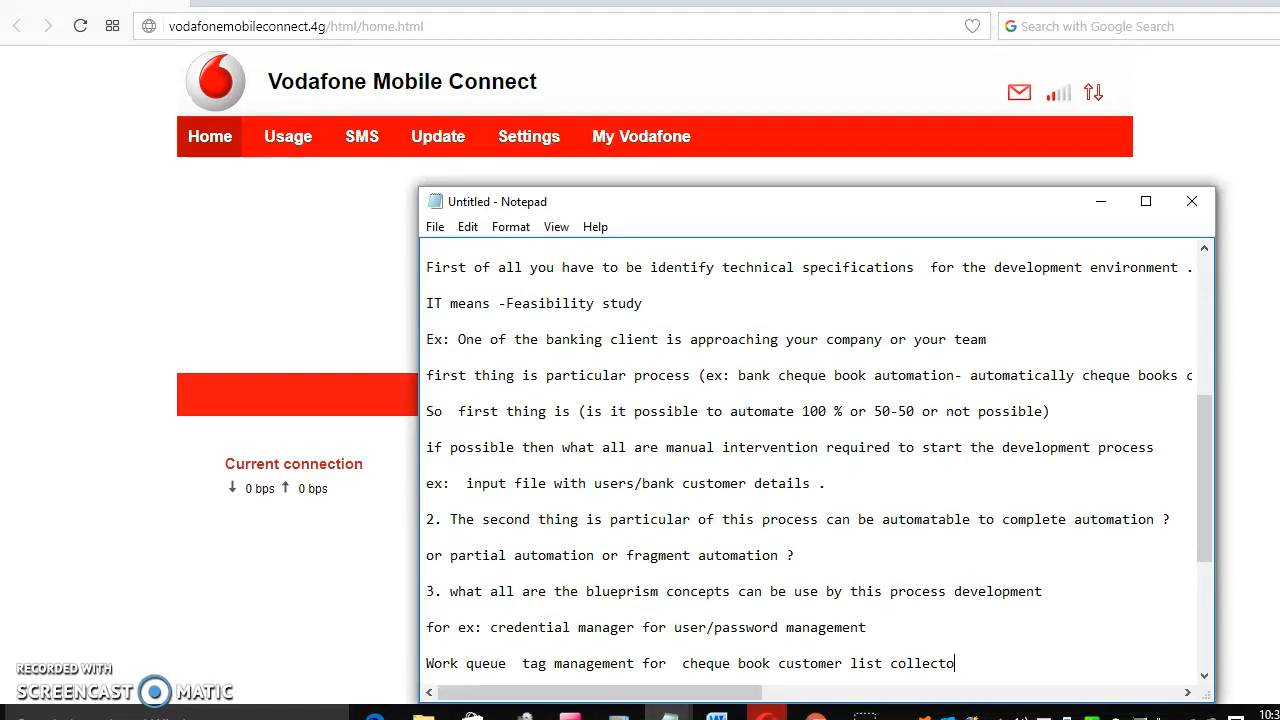 vodafonemobileconnect.4g/html/home.html
Search with Google Search
Vodafone Mobile Connect
Home Usage SMS Update Settings My Vodafone
Untitled - Notepad
File Edit Format View Help
First of all you have to be identify technical specifications for the development environment .
IT means -Feasibility study
Ex: One of the banking client is approaching your company or your team
first thing is particular process (ex: bank cheque book automation- automatically cheque books c
So first thing is (is it possible to automate 100 % or 50-50 or not possible)
if possible then what all are manual intervention required to start the development process
Current connection
0 bps 0 bps
ex: input file with users/bank customer details .
2. The second thing is particular of this process can be automatable to complete automation ?
or partial automation or fragment automation ?
3. what all are the blueprism concepts can be use by this process development
for ex: credential manager for user/password management
Work queue tag management for cheque book customer list collecto
RECORDED WITH
SCREENCAST MATIC
10:3